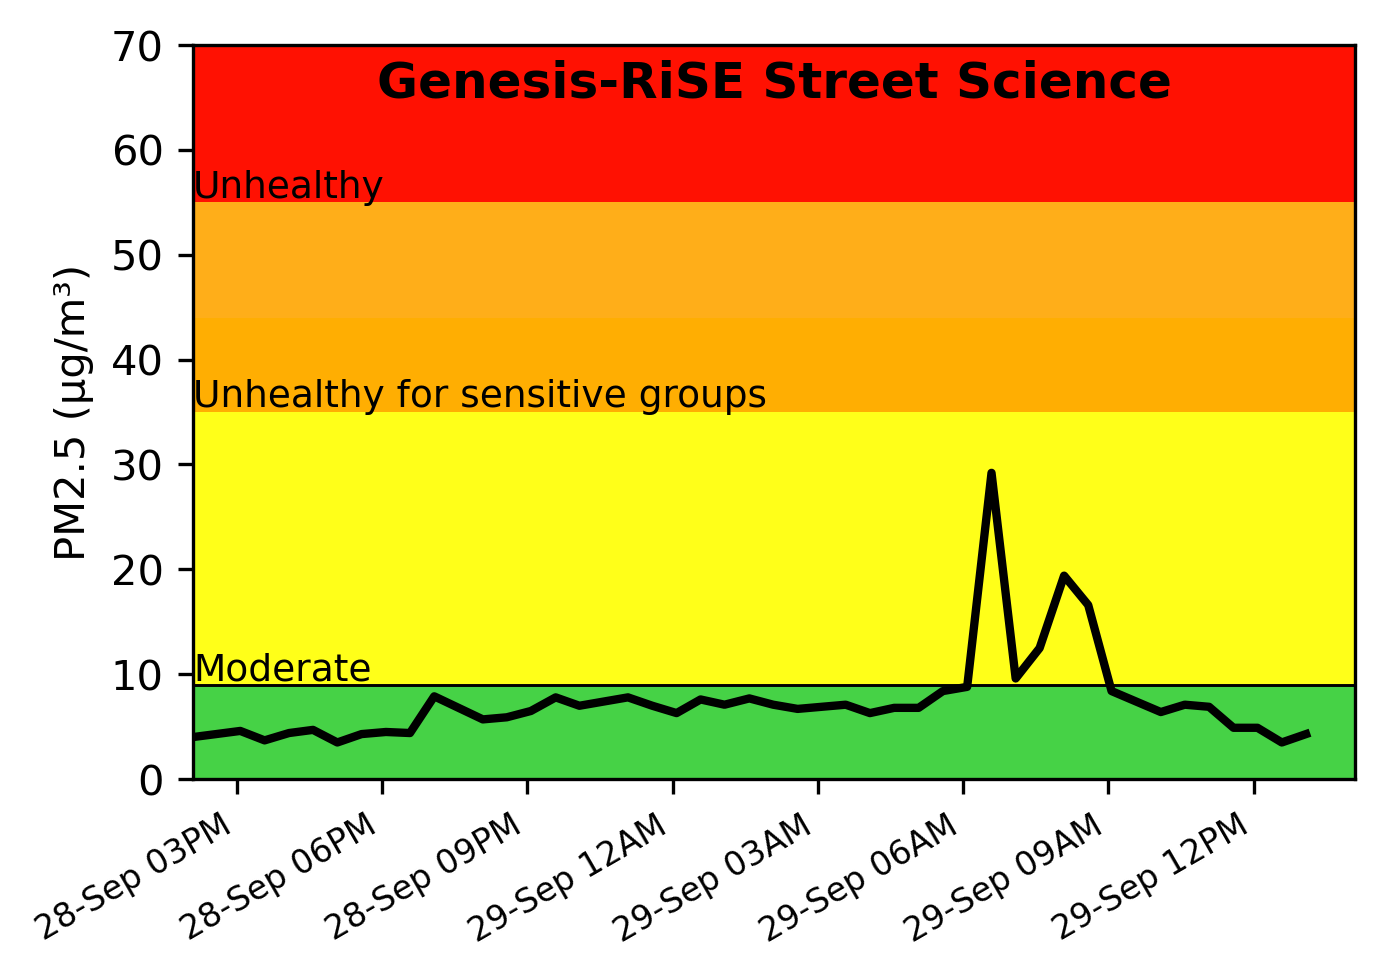 Genesis-RiSE Street Science
PM2.5 (µg/m³)
70
60
Unhealthy
50
40
Unhealthy for sensitive groups
30
20
10
Moderate
0
28-Sep 03PM
28-Sep 06PM
28-Sep 09PM
29-Sep 12AM
29-Sep 03AM
29-Sep 06AM
29-Sep 09AM
29-Sep 12PM